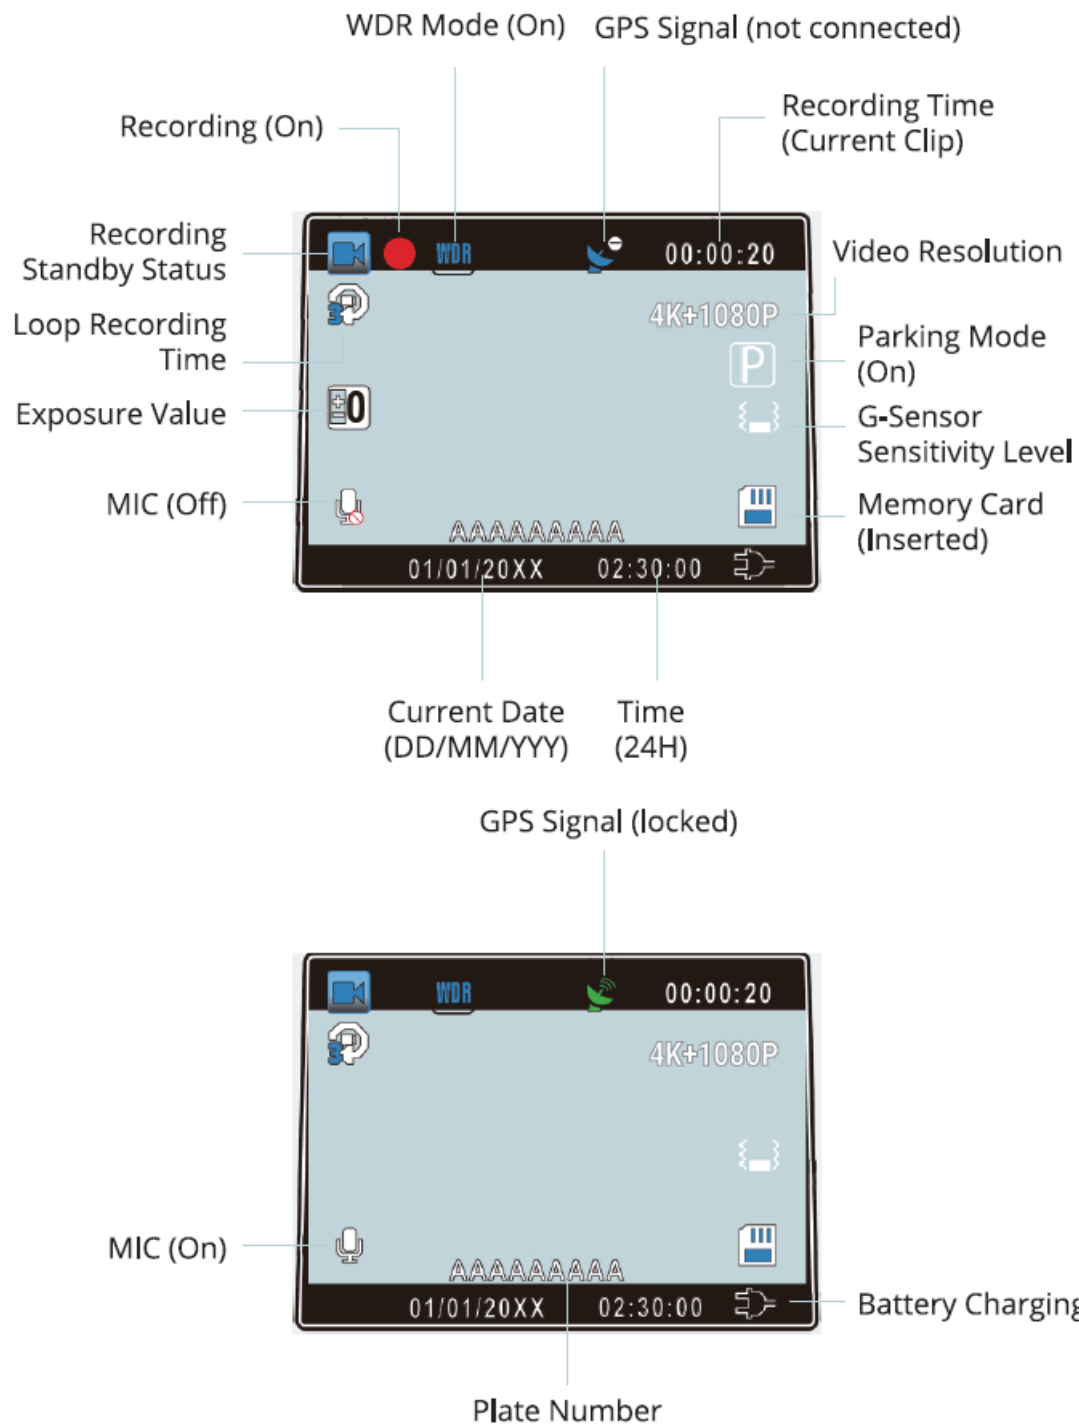 WDR Mode (On)
GPS Signal (not connected)
Recording (On)
Recording Time
(Current Clip)
Recording
Standby Status
WDR
00:00:20
Video Resolution
3
4K+1080P
Loop Recording
Time
P
Parking Mode
(On)
Exposure Value
±0
G-Sensor
Sensitivity Level
MIC (Off)
Memory Card
(Inserted)
AAAAAAAAA
01/01/20XX
02:30:00
Current Date
(DD/MM/YYY)
Time
(24H)
GPS Signal (locked)
WDR
00:00:20
3
4K+1080P
MIC (On)
AAAAAAAAA
01/01/20XX
02:30:00
Battery Charging
Plate Number